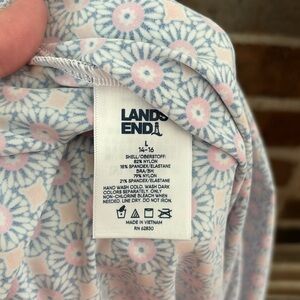 LANDS'
END
L
14-16
SHELL/OBERSTOFF:
82% NYLON
18% SPANDEX/ELASTANE
BRA/BH:
79% NYLON
21% SPANDEX/ELASTANE
HAND WASH COLD. WASH DARK
COLORS SEPARATELY. ONLY
NON-CHLORINE BLEACH WHEN
NEEDED. LINE DRY. DO NOT IRON.
MADE IN VIETNAM
RN 62830